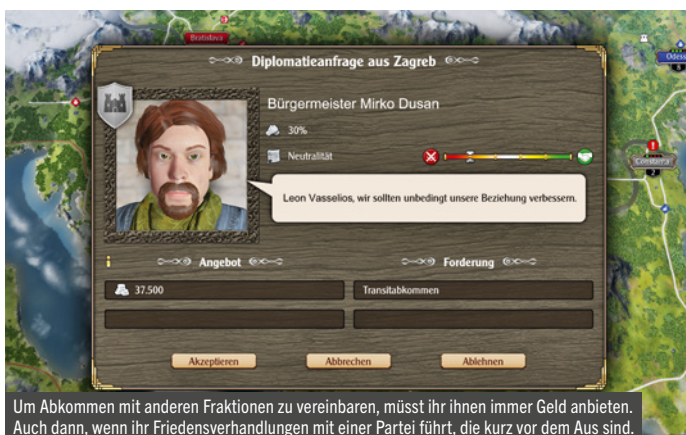 Bratislava
Odess
8
Diplomatieanfrage aus Zagreb
Bürgermeister Mirko Dusan
30%
Neutralität
Constanta
2
Leon Vasselios, wir sollten unbedingt unsere Beziehung verbessern.
Angebot
Forderung
37.500
Transitabkommen
Akzeptieren
Abbrechen
Ablehnen
Um Abkommen mit anderen Fraktionen zu vereinbaren, müsst ihr ihnen immer Geld anbieten.
Auch dann, wenn ihr Friedensverhandlungen mit einer Partei führt, die kurz vor dem Aus sind.